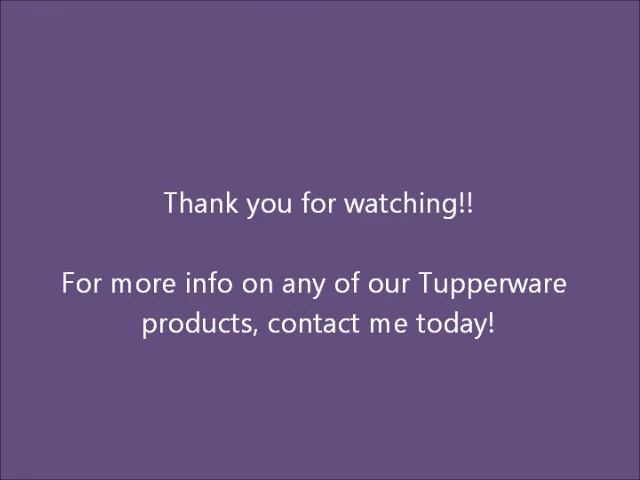 Thank you for watching!!
For more info on any of our Tupperware
products, contact me today!